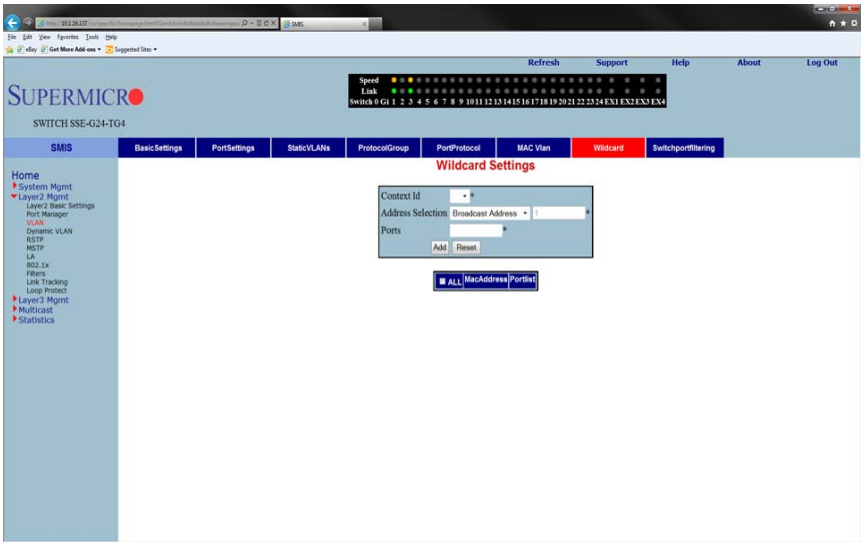 SMIS
File Edit View Favorites Tools Help
eBay Get More Add-ons Suggested Sites
Refresh Support Help About Log Out
SUPERMICRO
SWITCH SSE-G24-TG4
Speed
Link
Switch 0 Gi 1 2 3 4 5 6 7 8 9 10 11 12 13 14 15 16 17 18 19 20 21 22 23 24 EX1 EX2 EX3 EX4
SMIS BasicSettings PortSettings StaticVLANs ProtocolGroup PortProtocol MAC Vlan Wildcard Switchportfiltering
Home
System Mgmt
Layer2 Mgmt
Layer2 Basic Settings
Port Manager
VLAN
Dynamic VLAN
RSTP
MSTP
LA
802.1x
Filters
Link Tracking
Loop Protect
Layer3 Mgmt
Multicast
Statistics
Wildcard Settings
Context Id *
Address Selection Broadcast Address 1 *
Ports *
Add Reset
ALL MacAddress Portlist